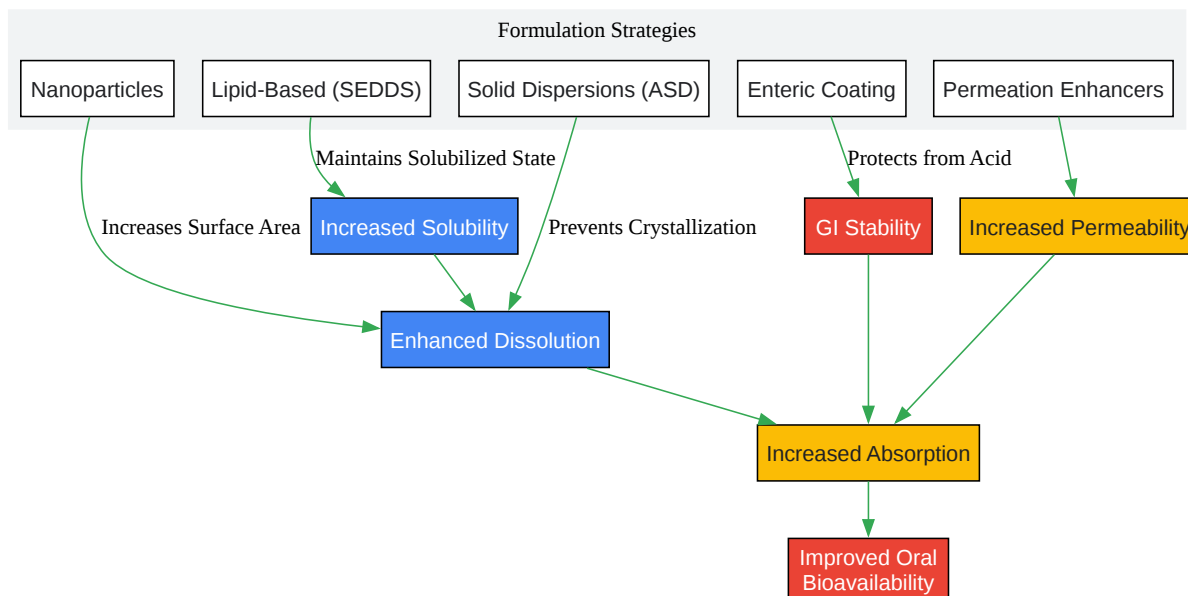 Formulation Strategies
Nanoparticles
Lipid-Based (SEDDS)
Solid Dispersions (ASD)
Enteric Coating
Permeation Enhancers
Maintains Solubilized State
Protects from Acid
Increases Surface Area
Increased Solubility
Prevents Crystallization
GI Stability
Increased Permeability
Enhanced Dissolution
Increased Absorption
Improved Oral
Bioavailability